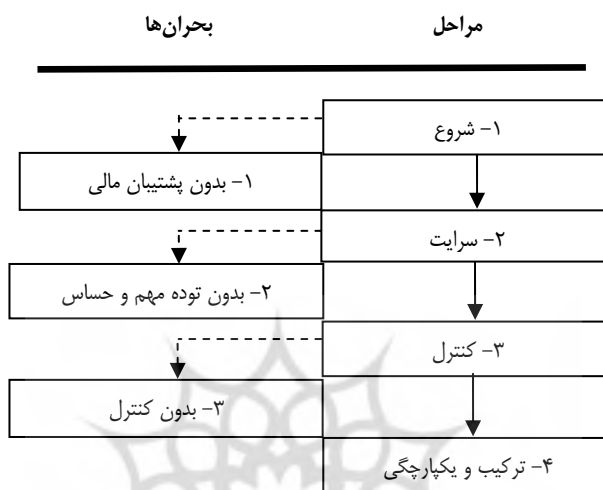 مراحل
بحران‌ها
۱- شروع
۱- بدون پشتیبان مالی
۲- سرایت
۲- بدون توده مهم و حساس
۳- کنترل
۳- بدون کنترل
۴- ترکیب و یکپارچگی